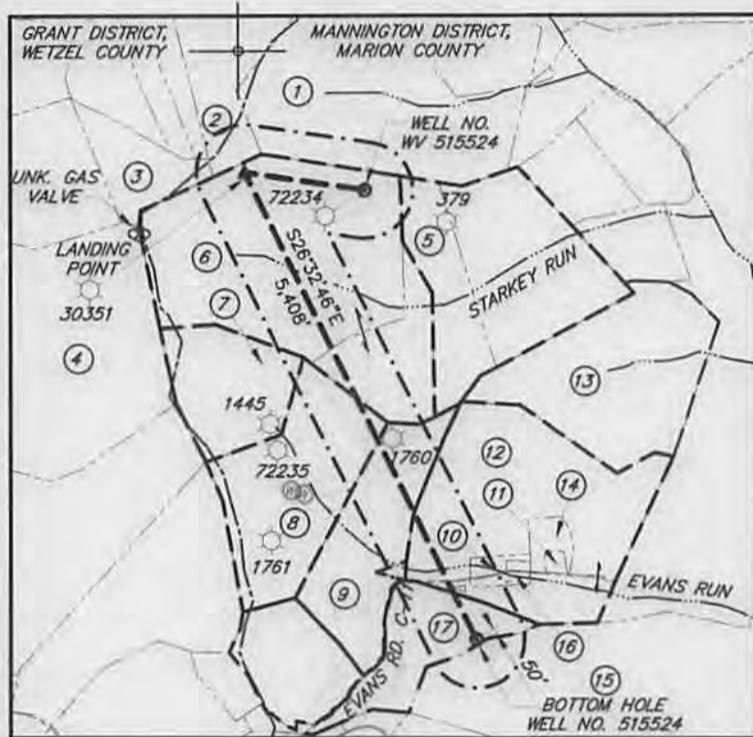 GRANT DISTRICT,
WETZEL COUNTY
MANNINGTON DISTRICT,
MARION COUNTY
1
2
WELL NO.
WV 515524
3
UNK. GAS
VALVE
72234
379
5
LANDING
POINT
6
S26°32'46"E
5,408'
STARKEY RUN
30351
7
4
13
1445
1760
12
72235
11
14
8
10
1761
EVANS RUN
9
EVANS RD. C-
17
16
50'
15
BOTTOM HOLE
WELL NO. 515524